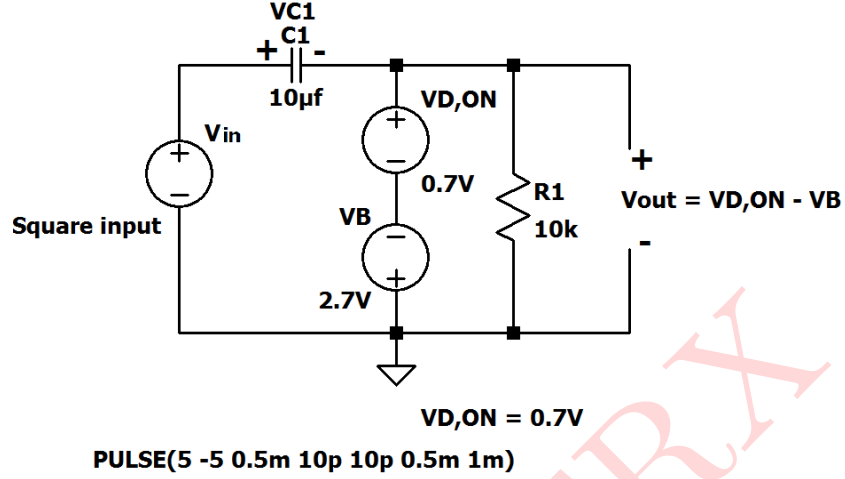 VC1
C1
+ -
10µf
VD,ON
Vin
+
-
+
-
0.7V
R1
10k
+
Vout = VD,ON - VB
-
Square input
VB
-
+
2.7V
VD,ON = 0.7V
PULSE(5 -5 0.5m 10p 10p 0.5m 1m)